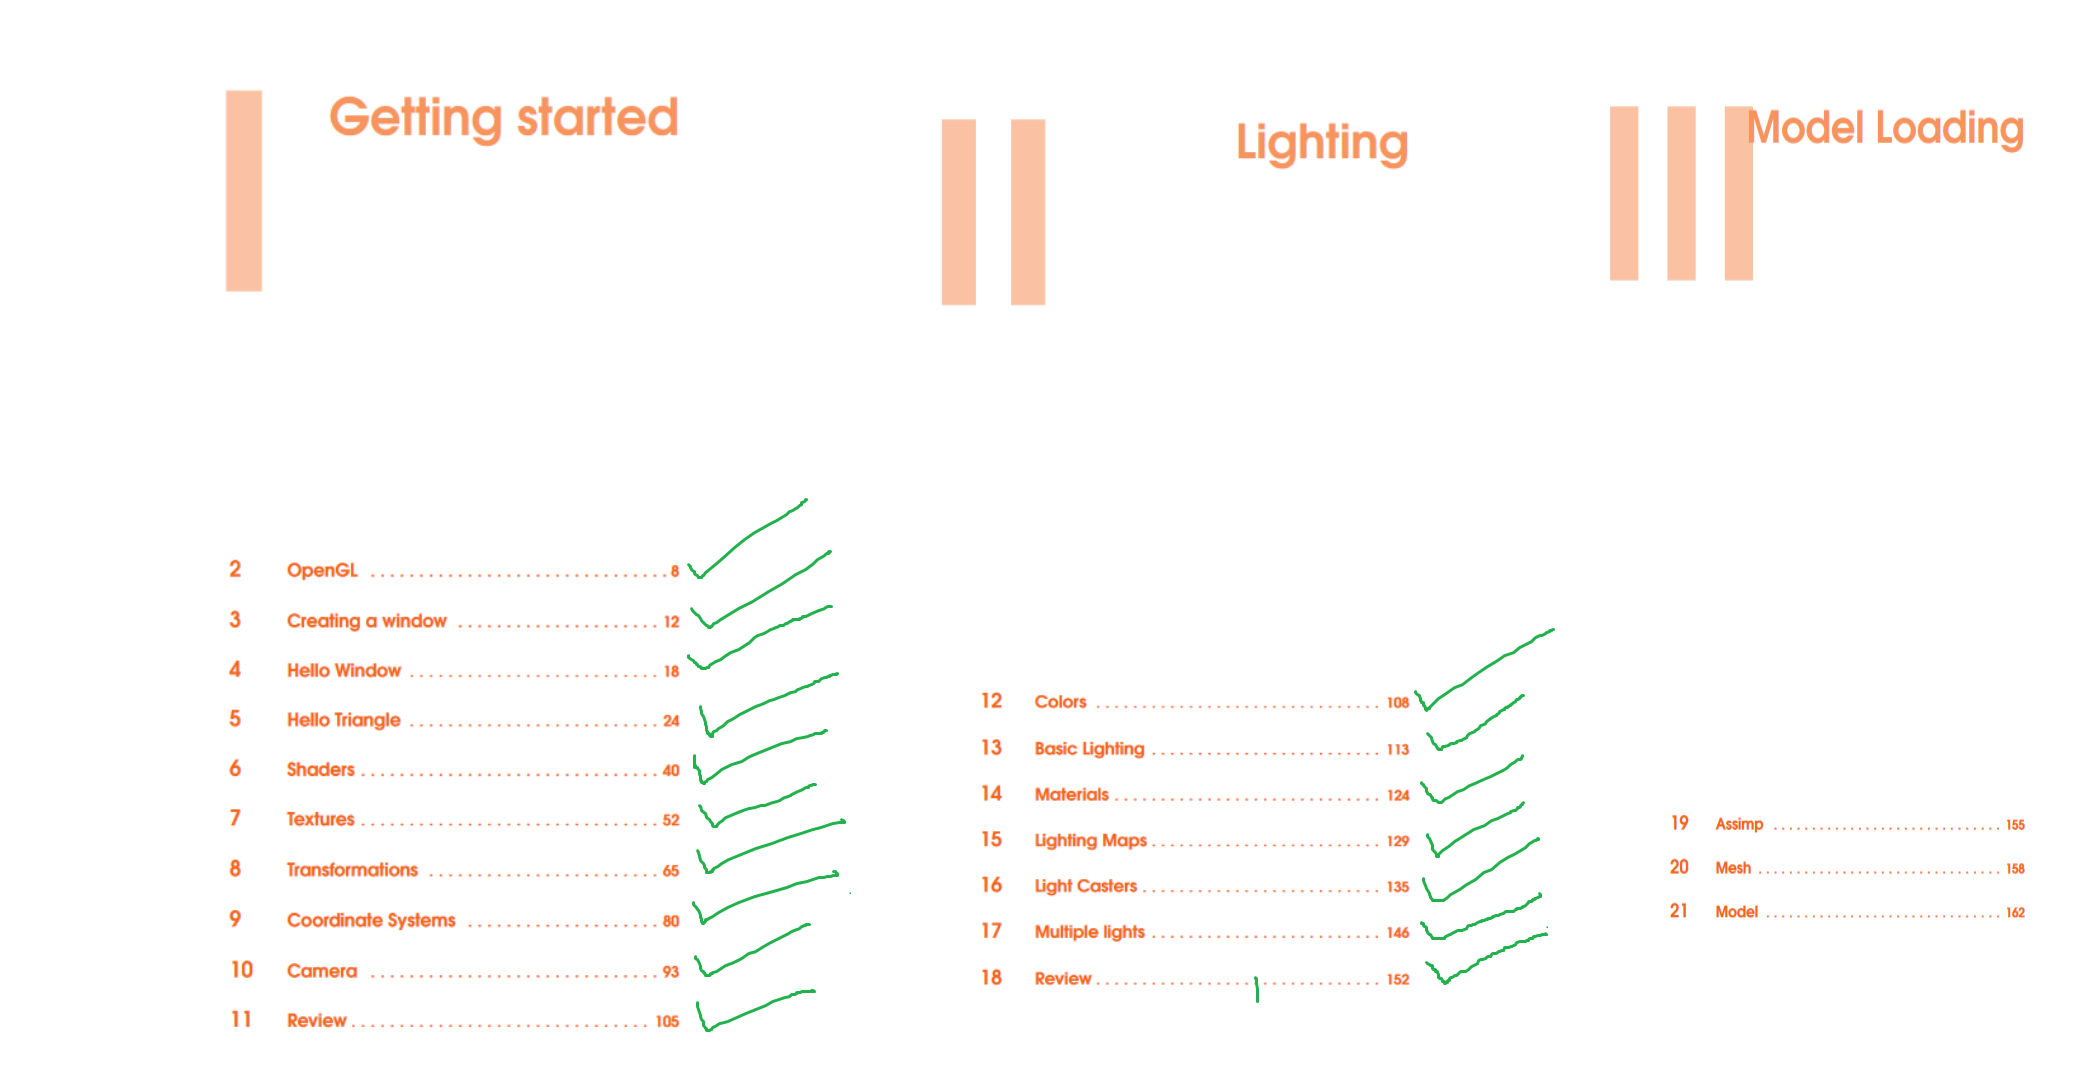 Getting started
2 OpenGL . . . . . . . . . . . . . . . . . . . . . . . . . . . . . . . 8
3 Creating a window . . . . . . . . . . . . . . . . . . . . . 12
4 Hello Window . . . . . . . . . . . . . . . . . . . . . . . . . . 18
5 Hello Triangle . . . . . . . . . . . . . . . . . . . . . . . . . . 24
6 Shaders . . . . . . . . . . . . . . . . . . . . . . . . . . . . . . . 40
7 Textures . . . . . . . . . . . . . . . . . . . . . . . . . . . . . . . 52
8 Transformations . . . . . . . . . . . . . . . . . . . . . . . . 65
9 Coordinate Systems . . . . . . . . . . . . . . . . . . . . 80
10 Camera . . . . . . . . . . . . . . . . . . . . . . . . . . . . . . 93
11 Review . . . . . . . . . . . . . . . . . . . . . . . . . . . . . . . 105
Lighting
12 Colors . . . . . . . . . . . . . . . . . . . . . . . . . . . . . . 108
13 Basic Lighting . . . . . . . . . . . . . . . . . . . . . . . . 113
14 Materials . . . . . . . . . . . . . . . . . . . . . . . . . . . . 124
15 Lighting Maps . . . . . . . . . . . . . . . . . . . . . . . . 129
16 Light Casters . . . . . . . . . . . . . . . . . . . . . . . . . 135
17 Multiple lights . . . . . . . . . . . . . . . . . . . . . . . . 146
18 Review . . . . . . . . . . . . . . . . . . . . . . . . . . . . . . 152
Model Loading
19 Assimp . . . . . . . . . . . . . . . . . . . . . . . . . . . . . . 155
20 Mesh . . . . . . . . . . . . . . . . . . . . . . . . . . . . . . . . 158
21 Model . . . . . . . . . . . . . . . . . . . . . . . . . . . . . . . 162